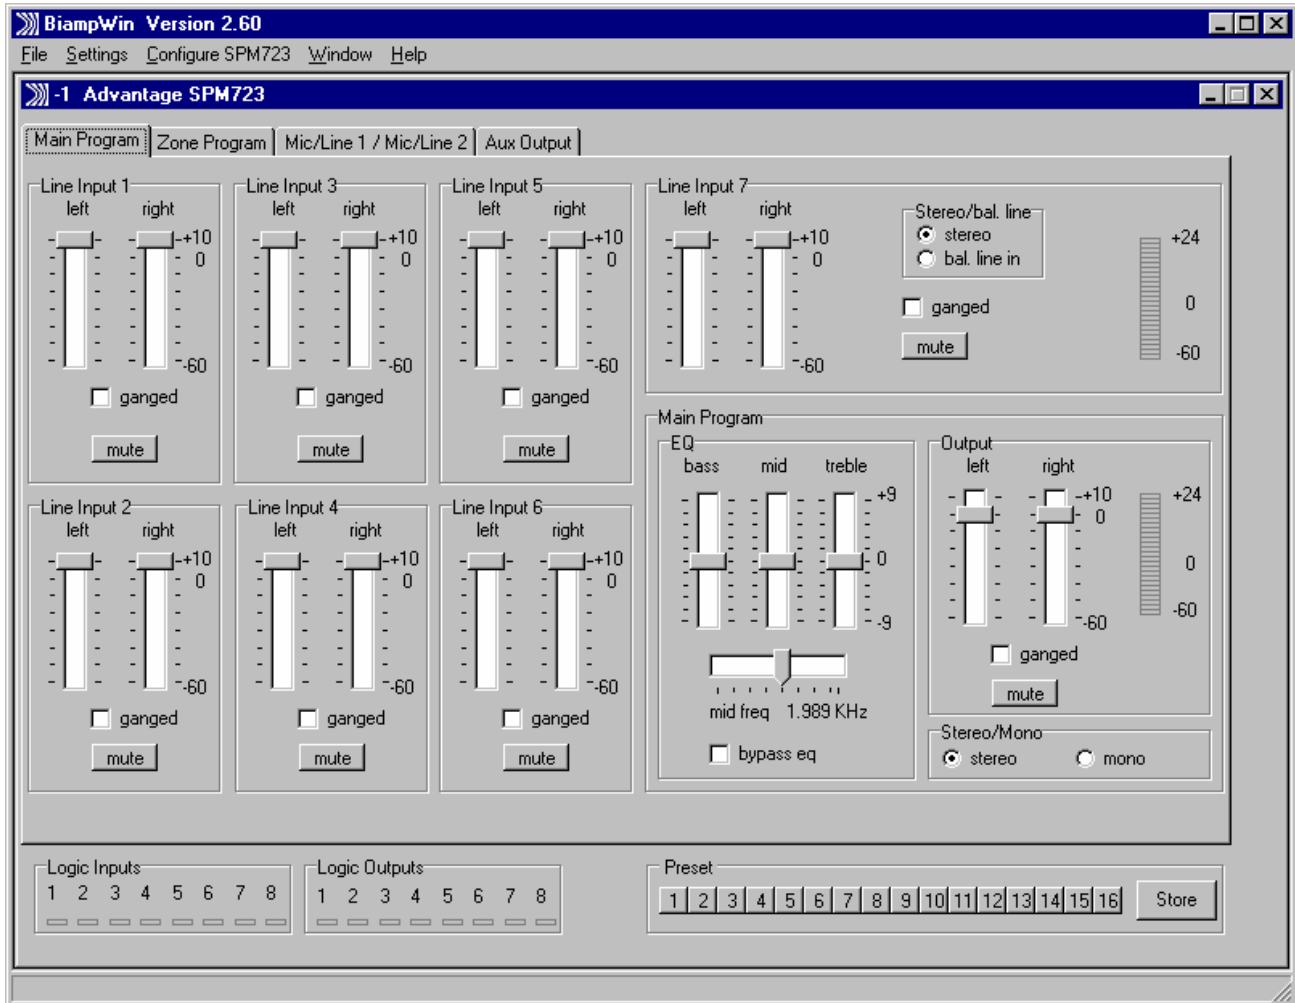 BiampWin Version 2.60
File Settings Configure SPM723 Window Help
-1 Advantage SPM723
Main Program Zone Program Mic/Line 1 / Mic/Line 2 Aux Output
Line Input 1
left right
+10
0
-60
ganged
mute
Line Input 3
left right
+10
0
-60
ganged
mute
Line Input 5
left right
+10
0
-60
ganged
mute
Line Input 7
left right
+10
0
-60
Stereo/bal. line
stereo
bal. line in
ganged
mute
+24
0
-60
Line Input 2
left right
+10
0
-60
ganged
mute
Line Input 4
left right
+10
0
-60
ganged
mute
Line Input 6
left right
+10
0
-60
ganged
mute
Main Program
EQ
bass mid treble
+9
0
-9
mid freq 1.989 KHz
bypass eq
Output
left right
+10
0
-60
+24
0
-60
ganged
mute
Stereo/Mono
stereo mono
Logic Inputs
1 2 3 4 5 6 7 8
Logic Outputs
1 2 3 4 5 6 7 8
Preset
1 2 3 4 5 6 7 8 9 10 11 12 13 14 15 16 Store